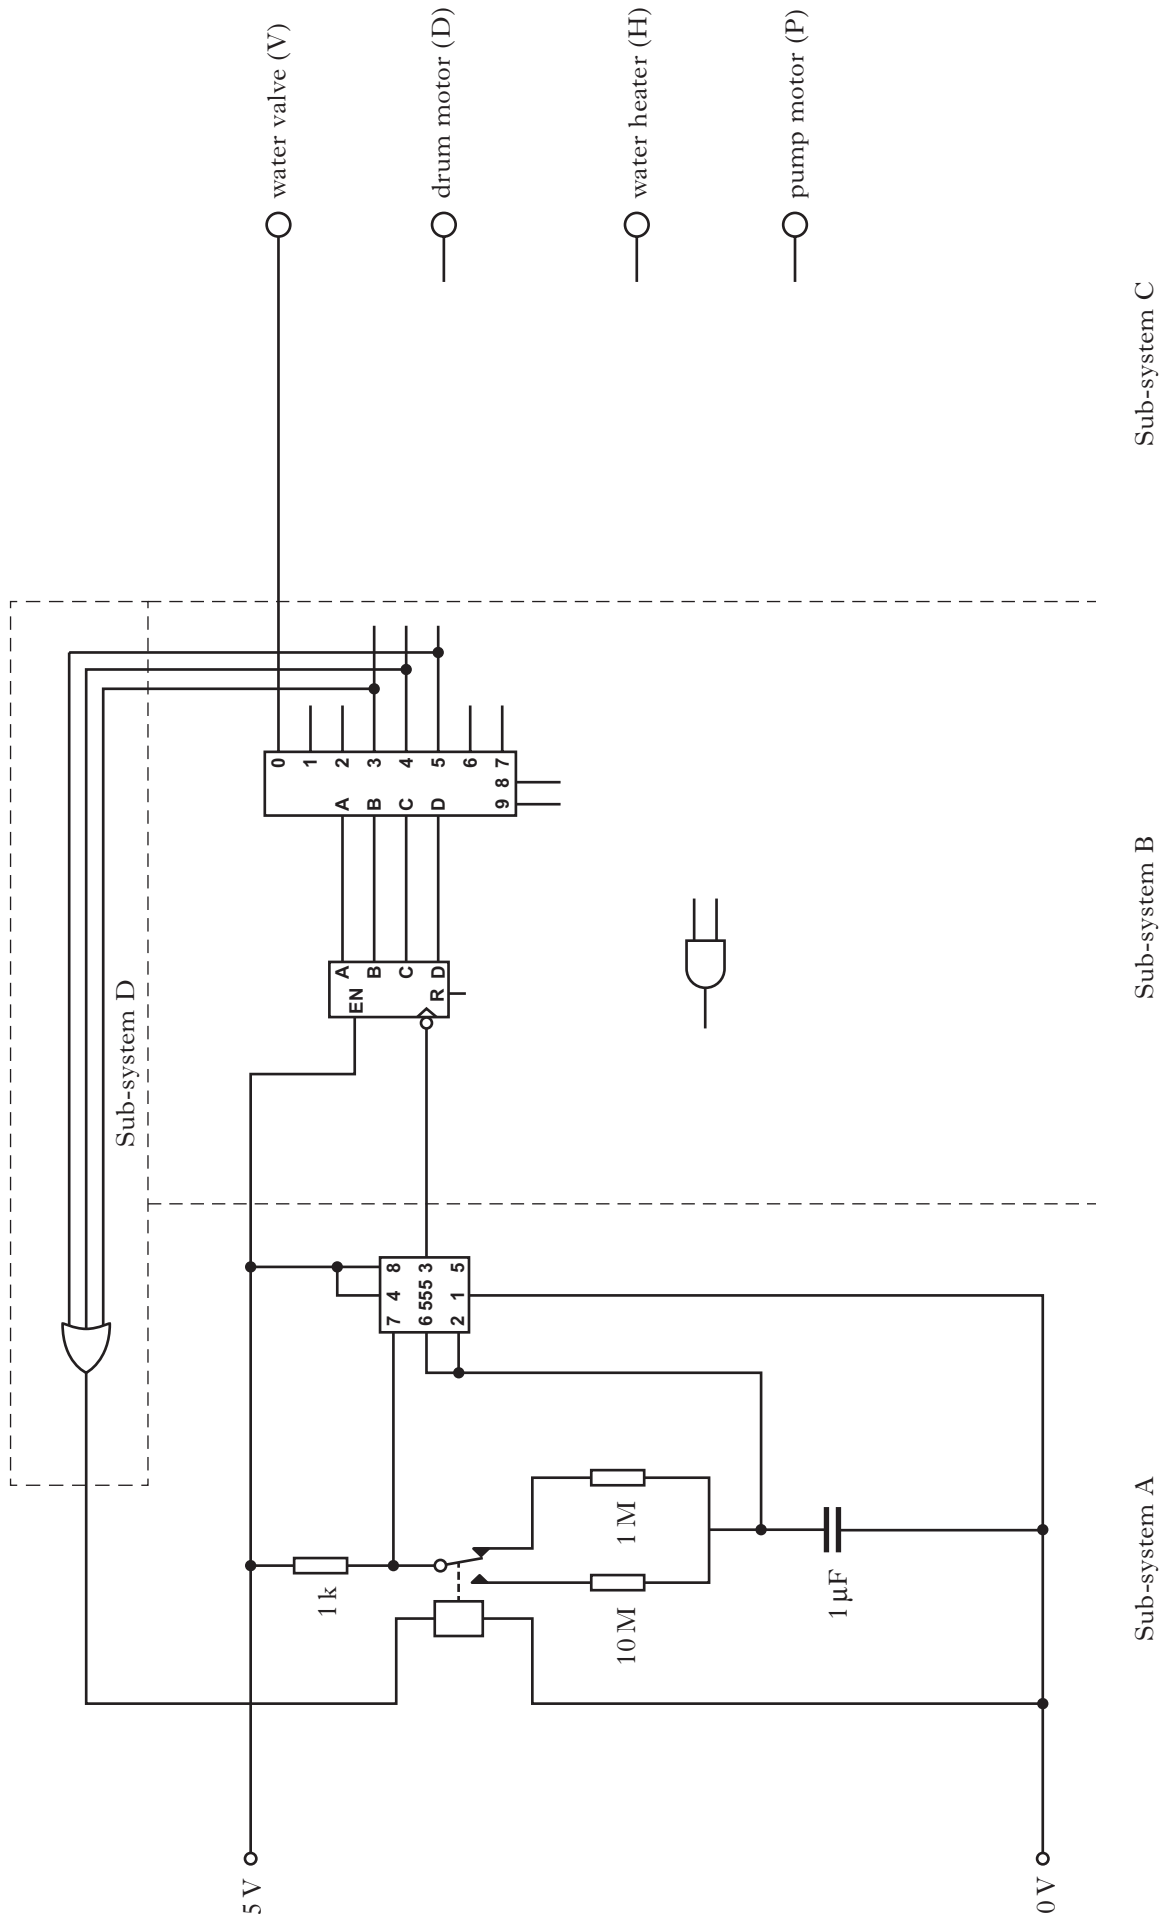 water valve (V)
drum motor (D)
water heater (H)
pump motor (P)
Sub-system D
5 V
0 V
1 k
10 M
1 M
1 µF
7 4 8
6 555 3
2 1 5
EN
R
A
B
C
D
A
B
C
D
0
1
2
3
4
5
6
7
8
9
Sub-system A
Sub-system B
Sub-system C